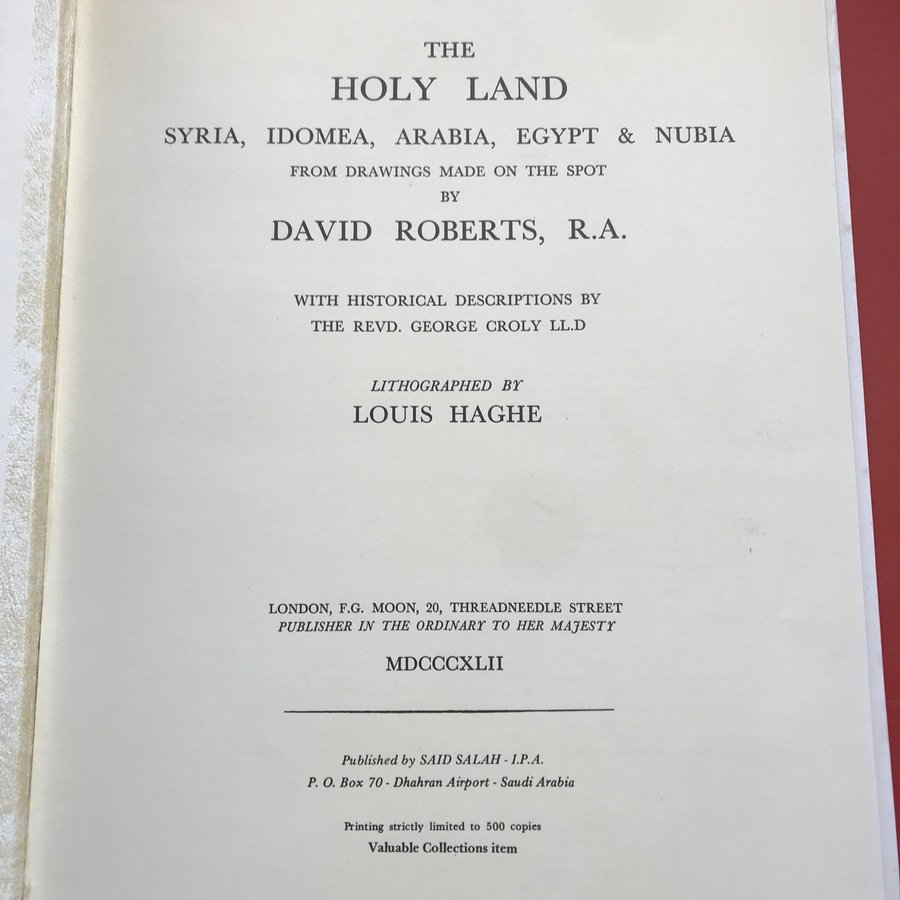 THE
HOLY LAND
SYRIA, IDOMEA, ARABIA, EGYPT & NUBIA
FROM DRAWINGS MADE ON THE SPOT
BY
DAVID ROBERTS, R.A.
WITH HISTORICAL DESCRIPTIONS BY
THE REVD. GEORGE CROLY LL.D
LITHOGRAPHED BY
LOUIS HAGHE
LONDON, F.G. MOON, 20, THREADNEEDLE STREET
PUBLISHER IN THE ORDINARY TO HER MAJESTY
MDCCCXLII
Published by SAID SALAH - I.P.A.
P. O. Box 70 - Dhahran Airport - Saudi Arabia
Printing strictly limited to 500 copies
Valuable Collections item